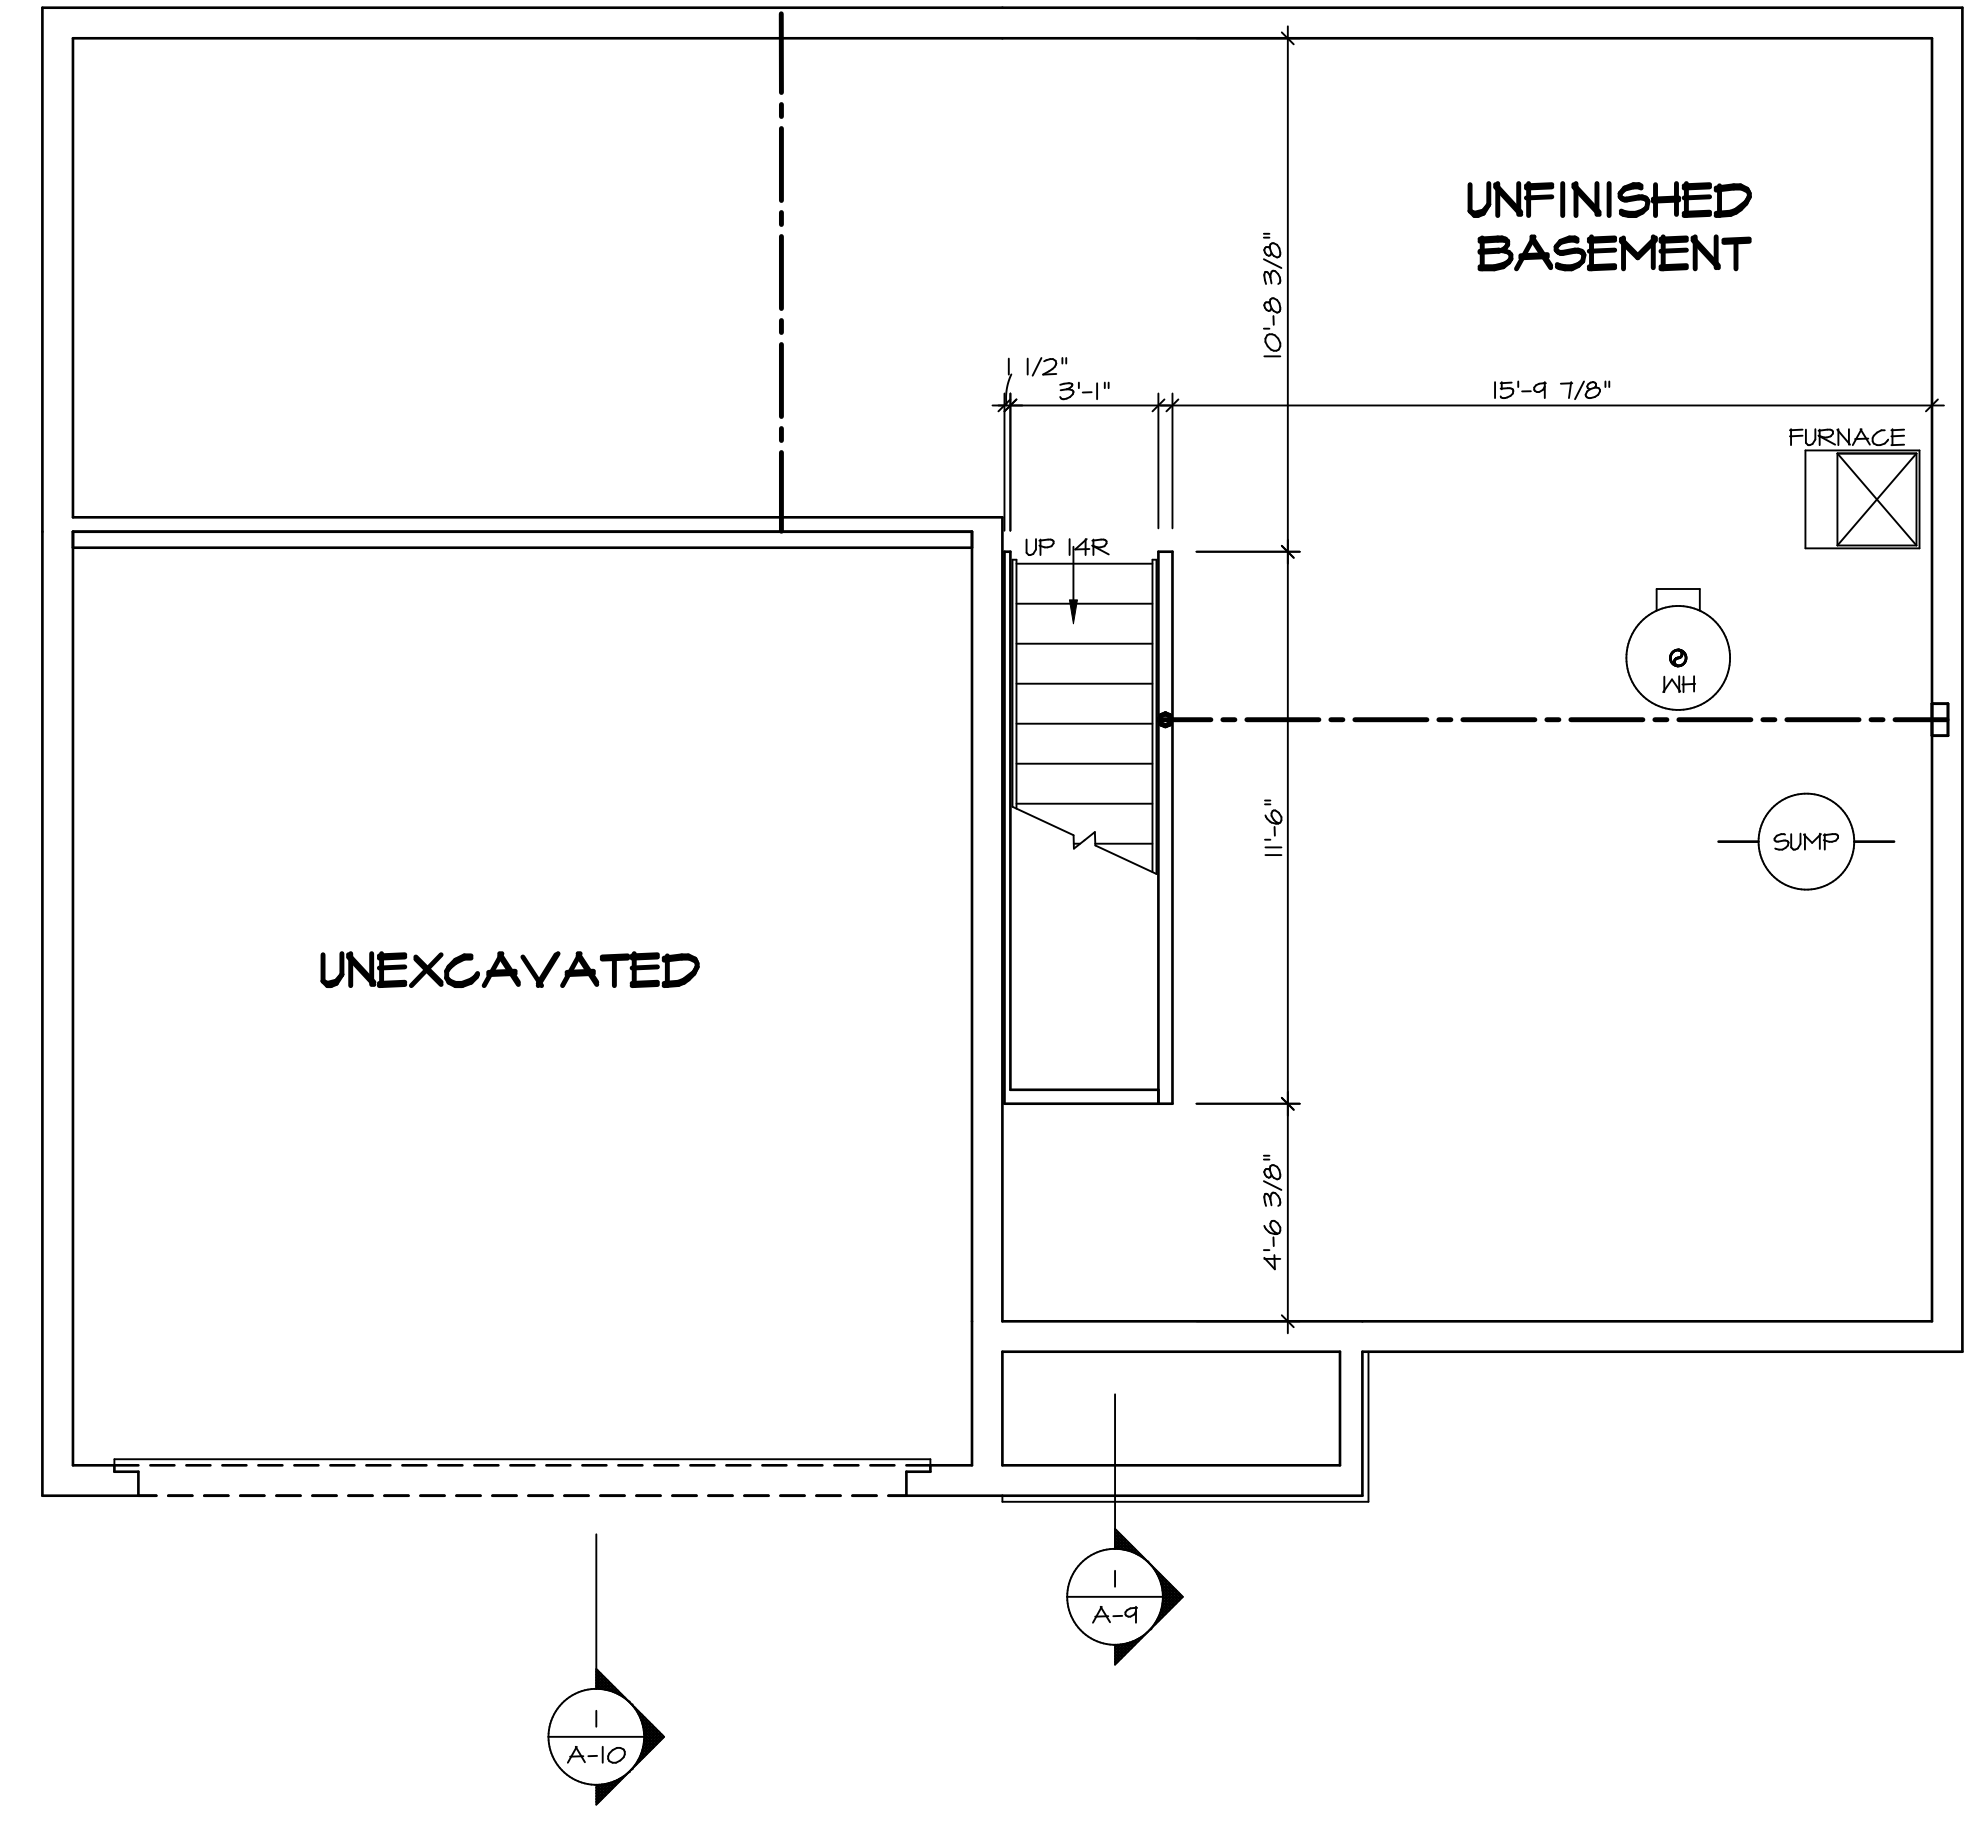 UNFINISHED
BASEMENT
10'-8 3/8"
1 1/2"
3'-1"
15'-9 7/8"
FURNACE
UP 14R
WH
11'-6"
SUMP
UNEXCAVATED
4'-6 3/8"
1
A-9
1
A-10